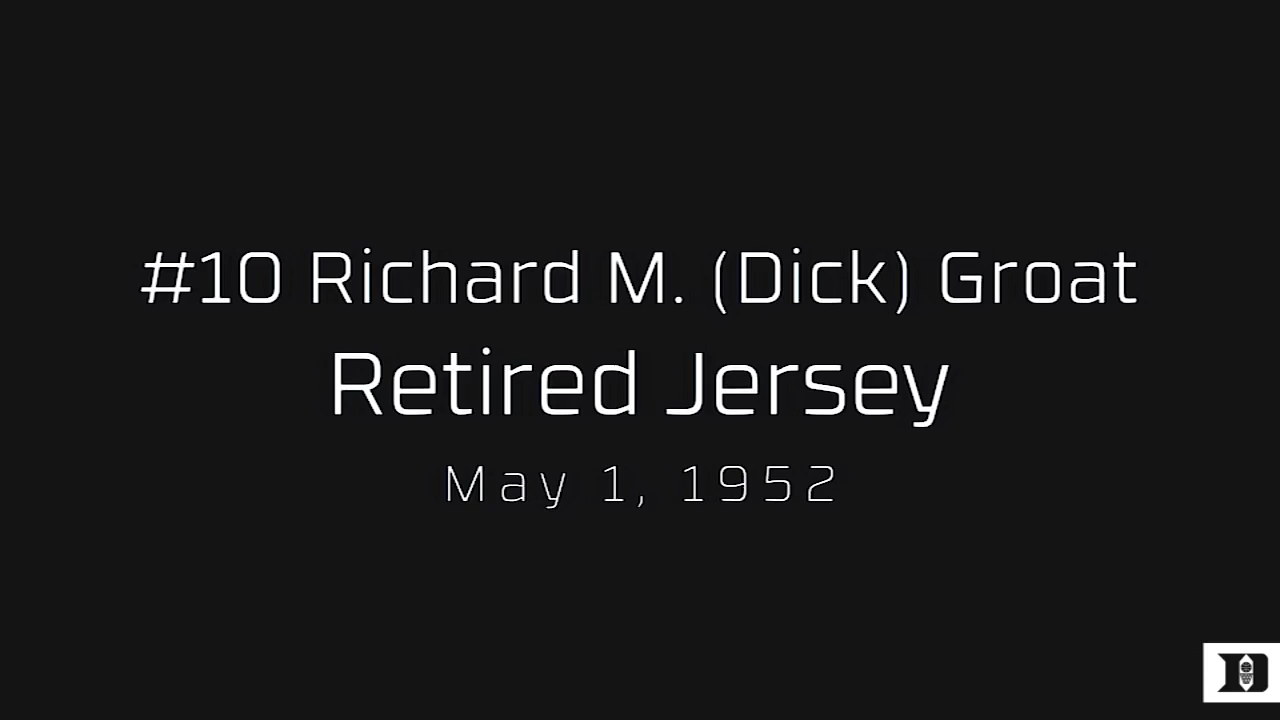 #10 Richard M. (Dick) Groat
Retired Jersey
May 1, 1952
D